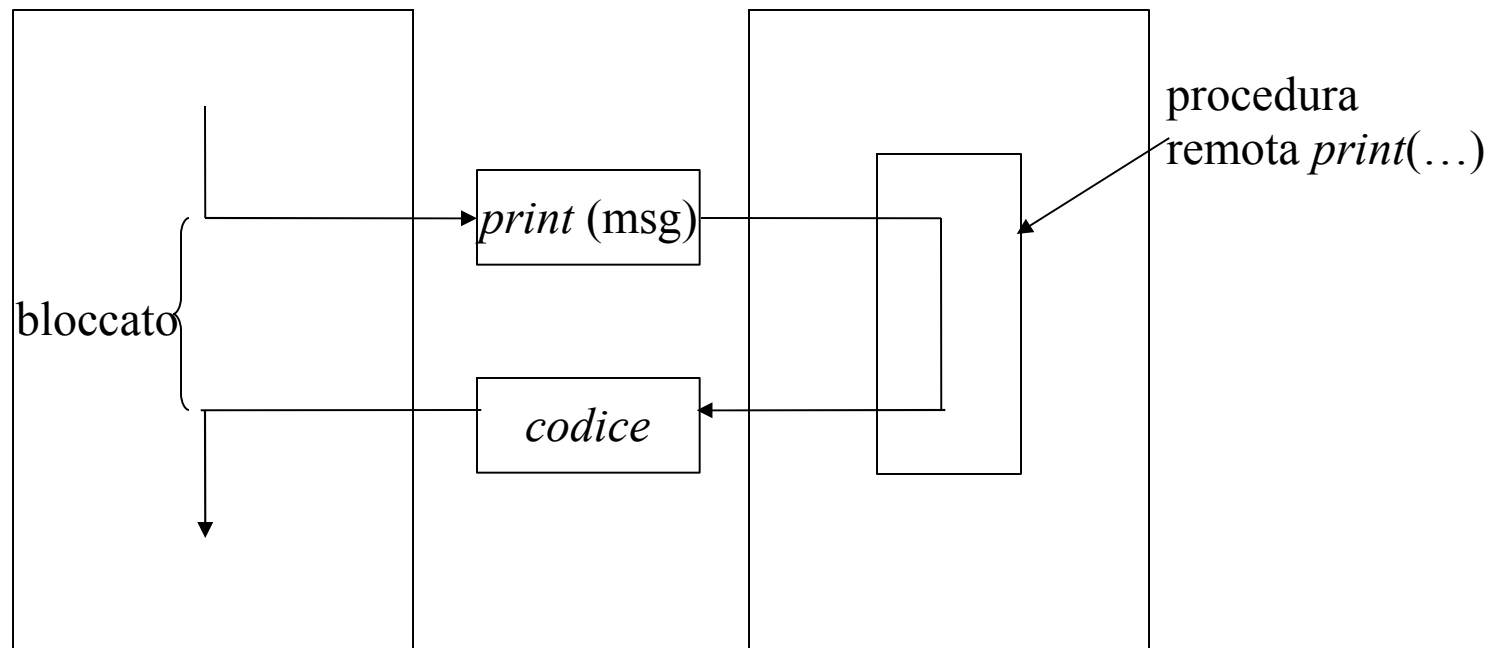 procedura
remota print(…)
print (msg)
bloccato
codice